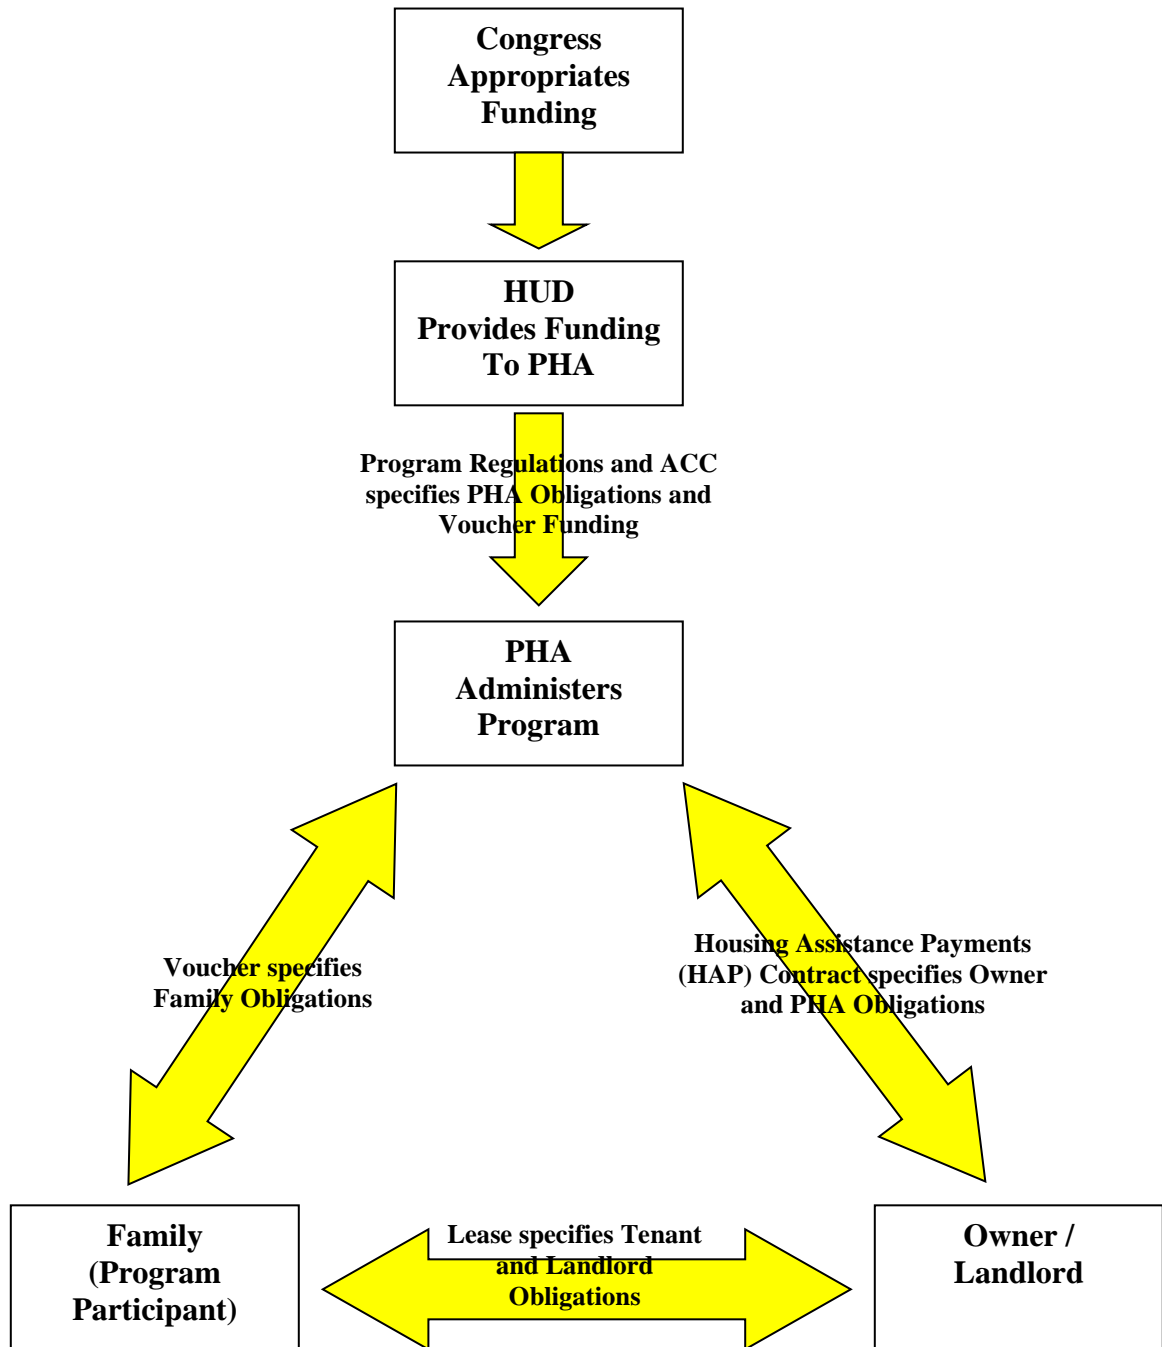 Congress
Appropriates
Funding
HUD
Provides Funding
To PHA
Program Regulations and ACC
specifies PHA Obligations and
Voucher Funding
PHA
Administers
Program
Voucher specifies
Family Obligations
Housing Assistance Payments
(HAP) Contract specifies Owner
and PHA Obligations
Family
(Program
Participant)
Lease specifies Tenant
and Landlord
Obligations
Owner /
Landlord